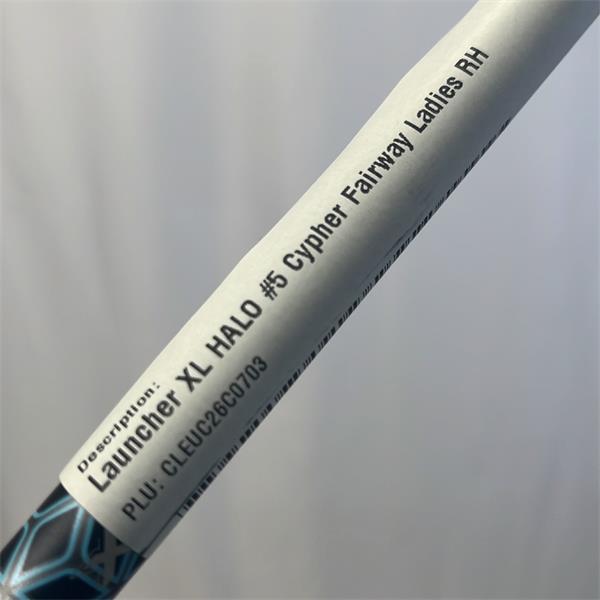 Description:
Launcher XL HALO #5 Cypher Fairway Ladies RH
PLU: CLEUC26C0703
X